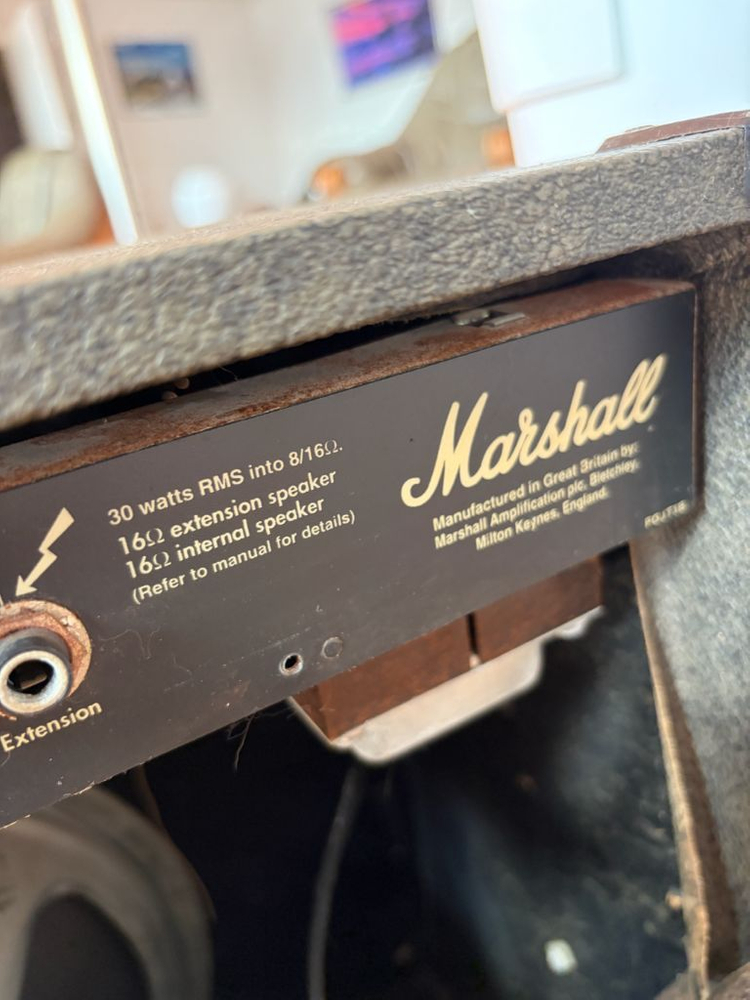 Marshall
30 watts RMS into 8/16Ω.
16Ω extension speaker
16Ω internal speaker
(Refer to manual for details)
Manufactured in Great Britain by:
Marshall Amplification plc. Bletchley,
Milton Keynes, England.
Extension